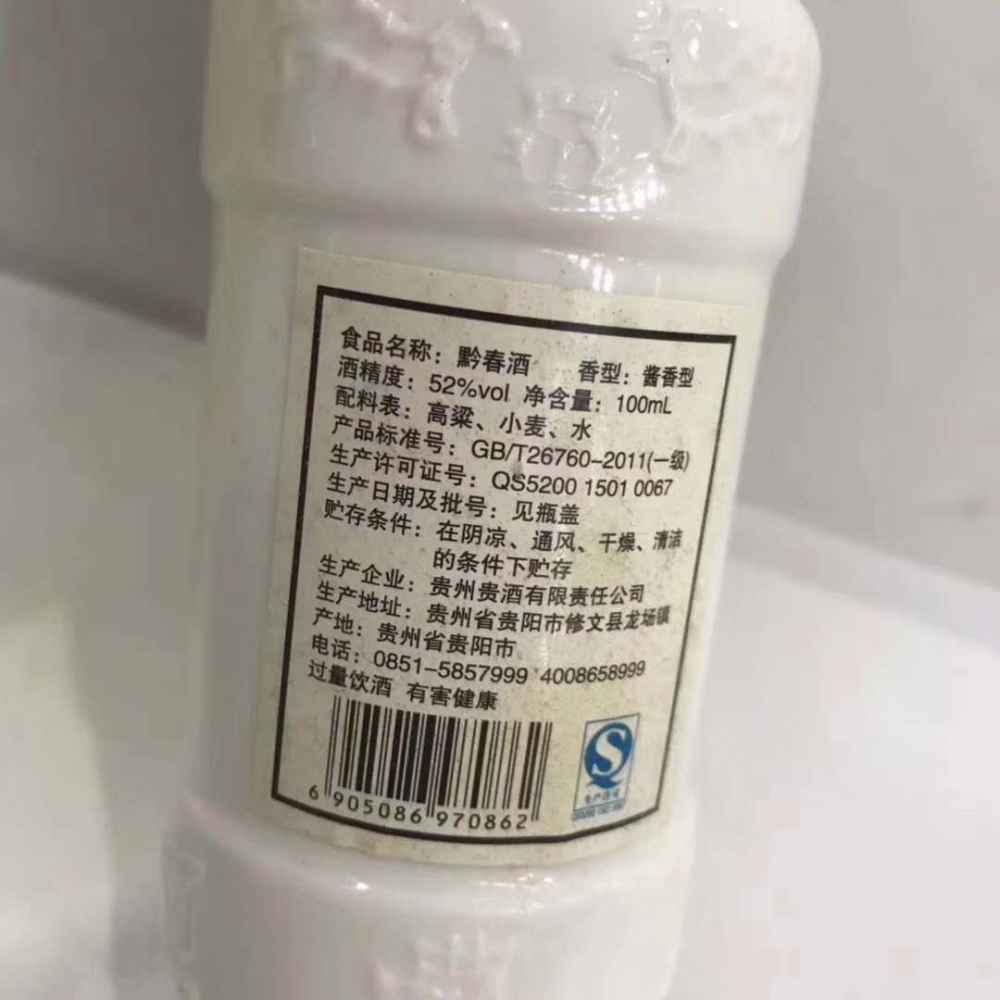 食品名称：黔春酒 香型：酱香型
酒精度：52%vol 净含量：100mL
配料表：高粱、小麦、水
产品标准号：GB/T26760-2011(一级)
生产许可证号：QS5200 1501 0067
生产日期及批号：见瓶盖
贮存条件：在阴凉、通风、干燥、清洁
的条件下贮存
生产企业：贵州贵酒有限责任公司
生产地址：贵州省贵阳市修文县龙场镇
产地：贵州省贵阳市
电话：0851-5857999 4008658999
过量饮酒 有害健康
6 905086 970862